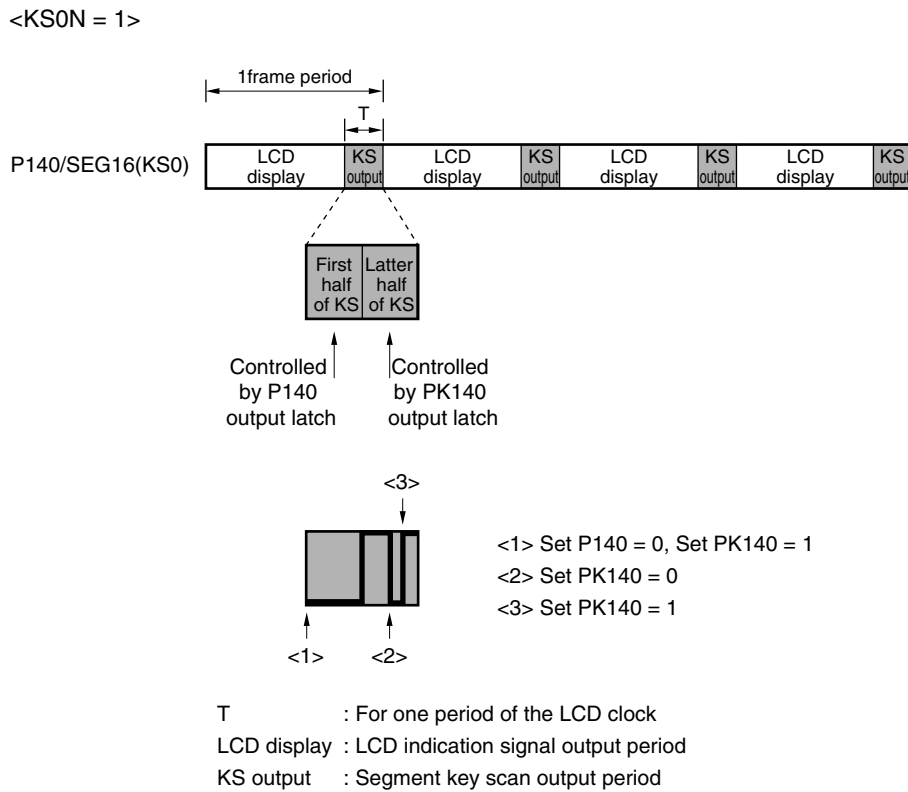 <KS0N = 1>
1frame period
T
P140/SEG16(KS0)
LCD display
KS output
LCD display
KS output
LCD display
KS output
LCD display
KS output
First half of KS
Latter half of KS
Controlled by P140 output latch
Controlled by PK140 output latch
<3>
<1> Set P140 = 0, Set PK140 = 1
<2> Set PK140 = 0
<3> Set PK140 = 1
<1>
<2>
T : For one period of the LCD clock
LCD display : LCD indication signal output period
KS output : Segment key scan output period